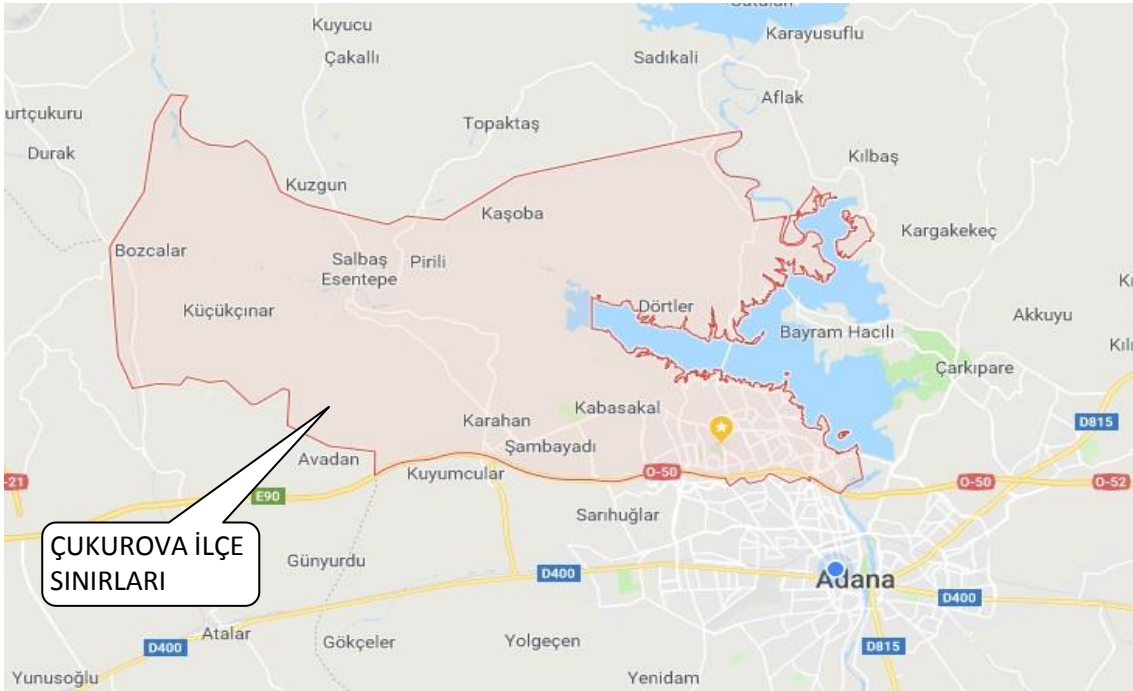 Kuyucu
Karayusuflu
Çakallı
Sadıkali
Aflak
urtçukuru
Topaktaş
Durak
Kılbaş
Kuzgun
Kaşoba
Kargakekeç
Bozcalar
Salbaş
Pirili
Esentepe
Dörtler
Küçükçınar
Akkuyu
Bayram Hacılı
Çarkıpare
Kabasakal
Karahan
D815
Şambayadı
Avadan
Kuyumcular
O-50
O-50
O-52
-21
E90
Sarıhuğlar
ÇUKUROVA İLÇE
SINIRLARI
Günyurdu
D400
Adana
D400
Atalar
D400
Gökçeler
Yolgeçen
D815
Yunusoğlu
Yenidam